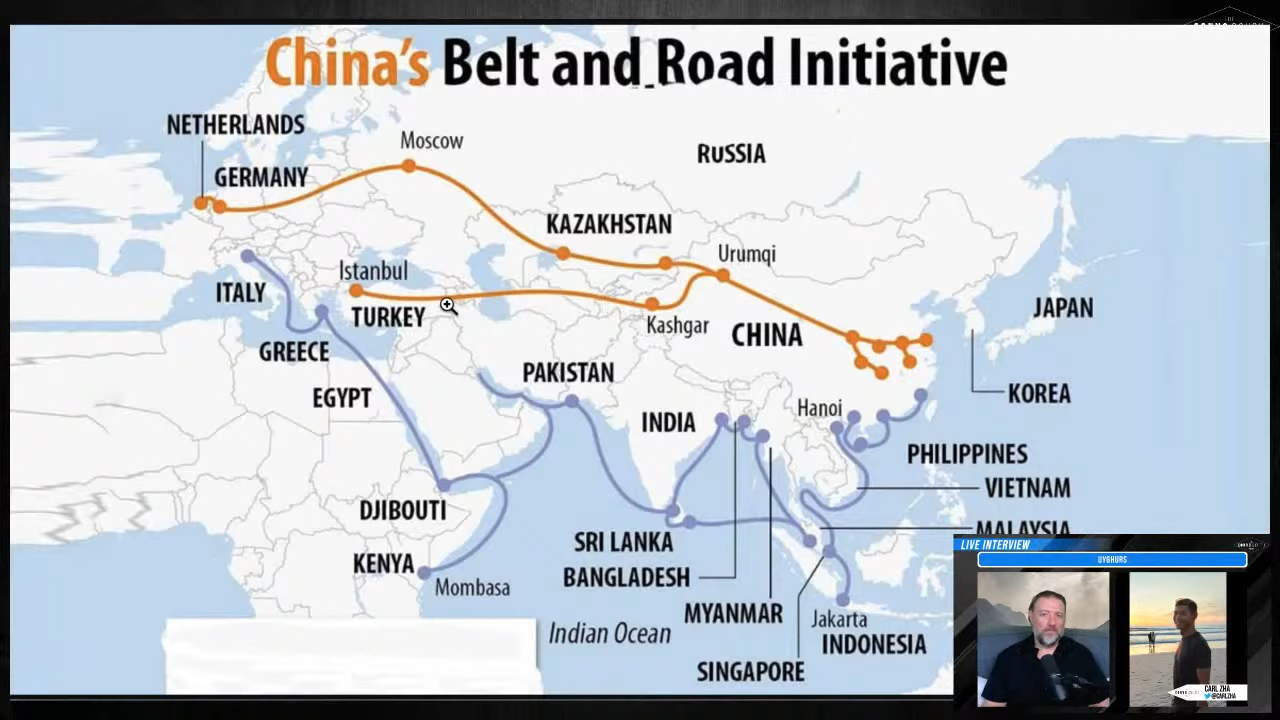 China's Belt and Road Initiative
NETHERLANDS
Moscow
RUSSIA
GERMANY
KAZAKHSTAN
Urumqi
Istanbul
ITALY
TURKEY
Kashgar
CHINA
JAPAN
GREECE
PAKISTAN
KOREA
EGYPT
INDIA
Hanoi
PHILIPPINES
VIETNAM
DJIBOUTI
MALAYSIA
SRI LANKA
KENYA
BANGLADESH
Mombasa
MYANMAR
Jakarta
Indian Ocean
INDONESIA
SINGAPORE
LIVE INTERVIEW
UYGHURS
CARL ZHA
@CARLZHA